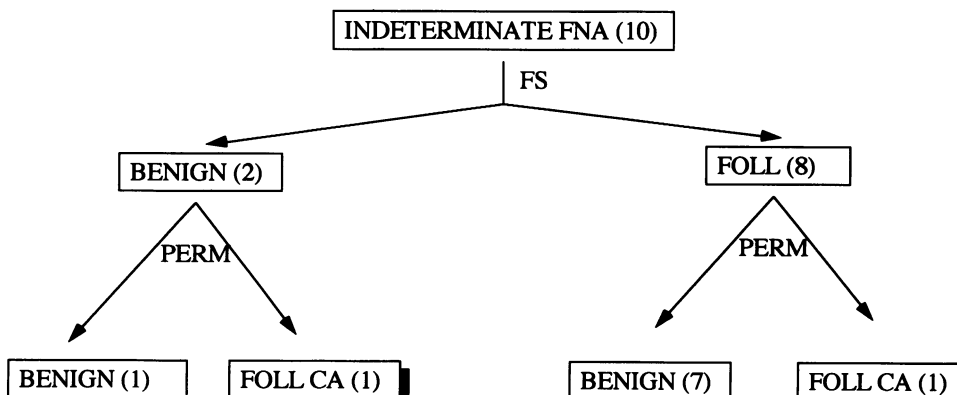 INDETERMINATE FNA (10)
FS
BENIGN (2)
FOLL (8)
PERM
PERM
BENIGN (1)
FOLL CA (1)
BENIGN (7)
FOLL CA (1)